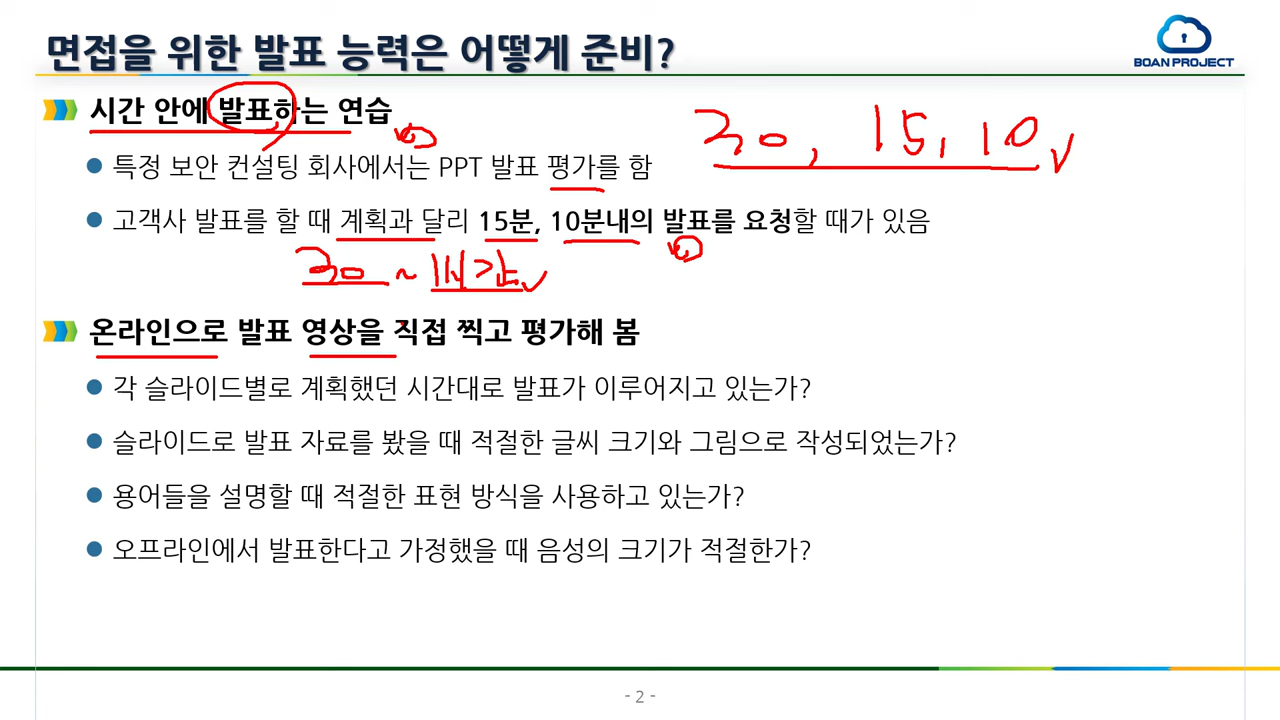 면접을 위한 발표 능력은 어떻게 준비?
BOAN PROJECT
시간 안에 발표하는 연습
30, 15, 10
특정 보안 컨설팅 회사에서는 PPT 발표 평가를 함
고객사 발표를 할 때 계획과 달리 15분, 10분내의 발표를 요청할 때가 있음
30 ~ 1시간
온라인으로 발표 영상을 직접 찍고 평가해 봄
각 슬라이드별로 계획했던 시간대로 발표가 이루어지고 있는가?
슬라이드로 발표 자료를 봤을 때 적절한 글씨 크기와 그림으로 작성되었는가?
용어들을 설명할 때 적절한 표현 방식을 사용하고 있는가?
오프라인에서 발표한다고 가정했을 때 음성의 크기가 적절한가?
- 2 -